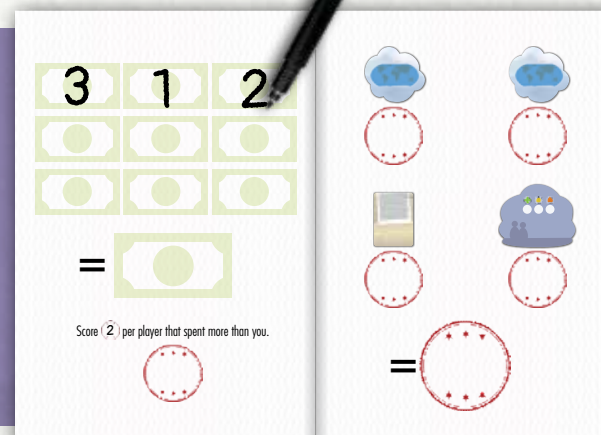 3 1 2
=
Score 2 per player that spent more than you.
=